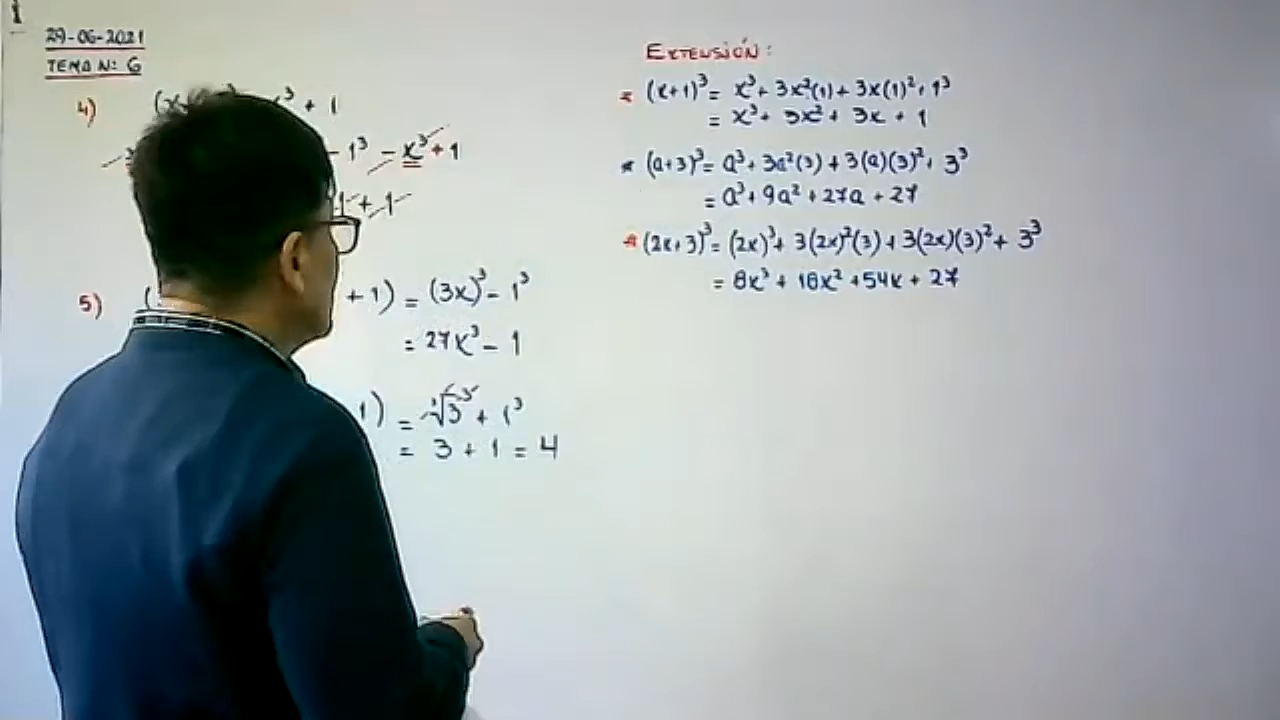 29-06-2021
TEMA N: 6
4) (x ³ + 1
- 1³ - x³ + 1
1 + 1
5) ( + 1) = (3x)³ - 1³
= 27x³ - 1
1) = ∛3³ + 1³
= 3 + 1 = 4
EXTENSIÓN:
* (x+1)³ = x³ + 3x²(1) + 3x(1)² + 1³
= x³ + 3x² + 3x + 1
* (a+3)³ = a³ + 3a²(3) + 3(a)(3)² + 3³
= a³ + 9a² + 27a + 27
* (2x+3)³ = (2x)³ + 3(2x)²(3) + 3(2x)(3)² + 3³
= 8x³ + 18x² + 54x + 27